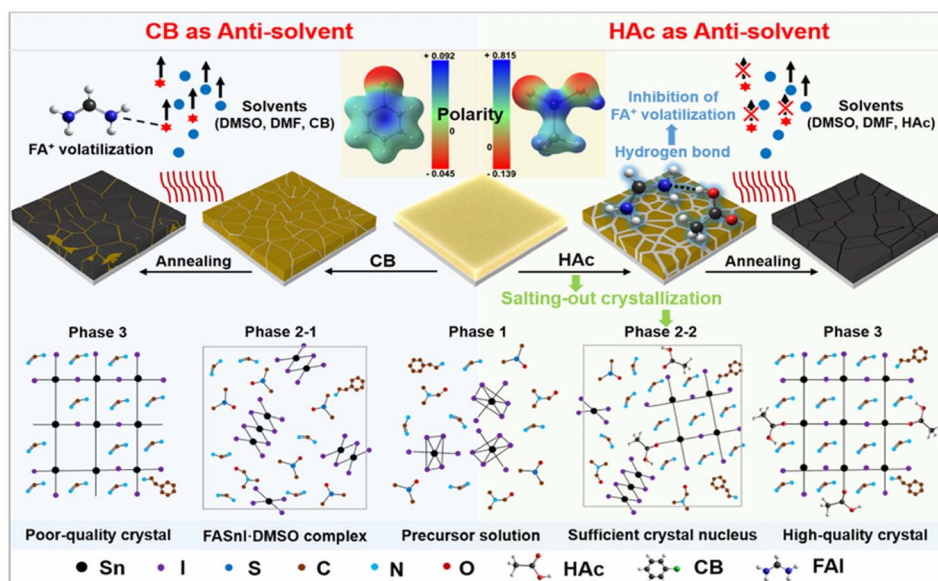 CB as Anti-solvent
HAc as Anti-solvent
FA⁺ volatilization
Solvents
(DMSO, DMF, CB)
+ 0.092
0
- 0.045
Polarity
+ 0.815
0
- 0.139
Inhibition of
FA⁺ volatilization
Hydrogen bond
Solvents
(DMSO, DMF, HAc)
Annealing
CB
HAc
Annealing
Salting-out crystallization
Phase 3
Phase 2-1
Phase 1
Phase 2-2
Phase 3
Poor-quality crystal
FASnI·DMSO complex
Precursor solution
Sufficient crystal nucleus
High-quality crystal
Sn
I
S
C
N
O
HAc
CB
FAI